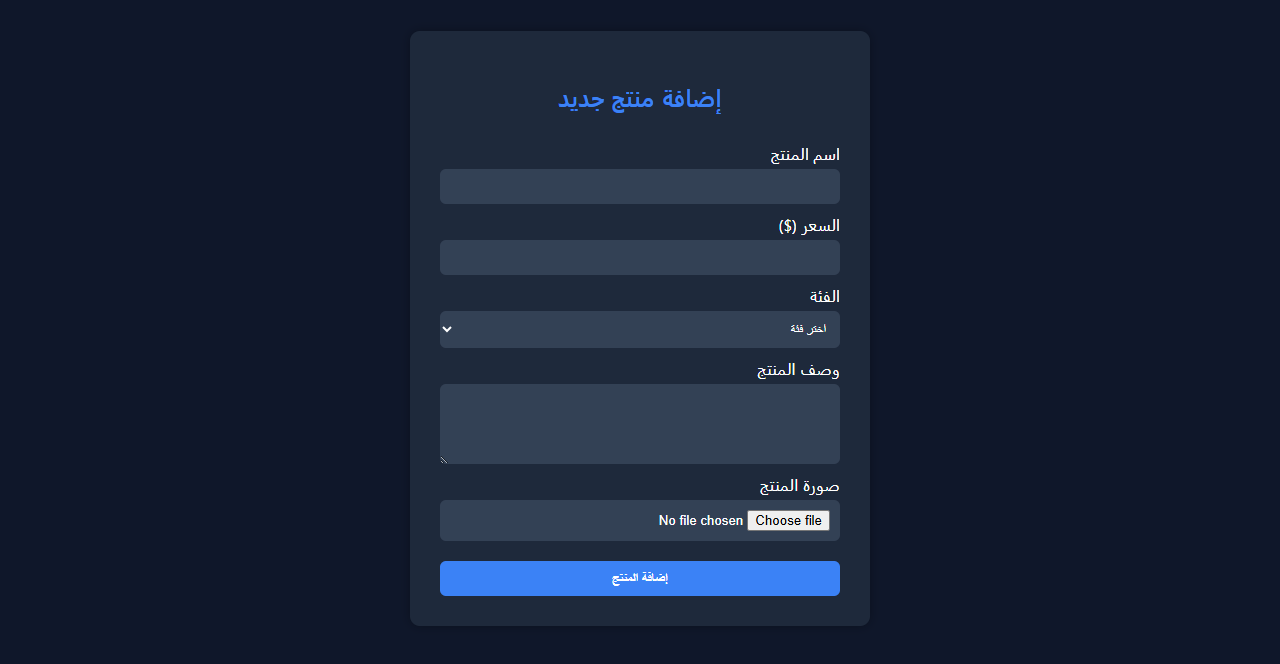 إضافة منتج جديد
اسم المنتج
السعر ($)
الفئة
اختر فئة
وصف المنتج
صورة المنتج
Choose file No file chosen
إضافة المنتج